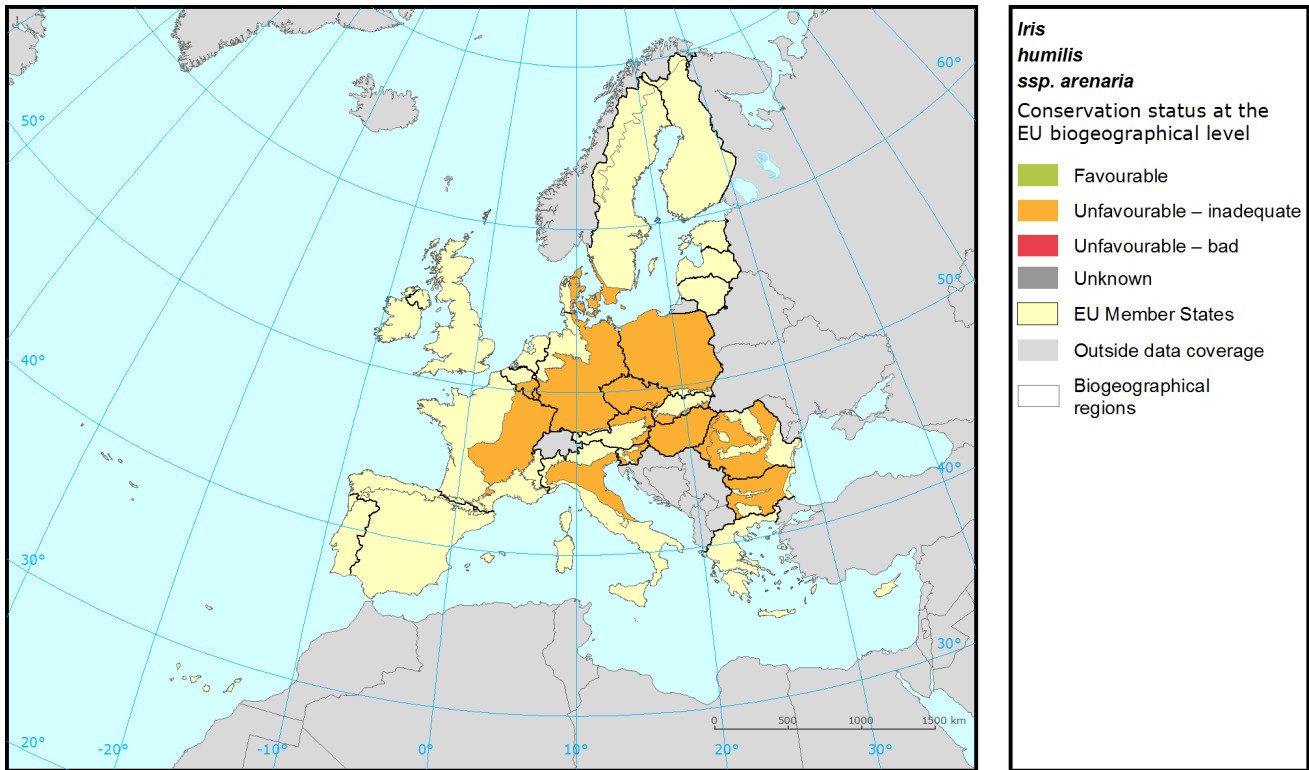 Iris
humilis
ssp. arenaria
Conservation status at the
EU biogeographical level
Favourable
Unfavourable – inadequate
Unfavourable – bad
Unknown
EU Member States
Outside data coverage
Biogeographical
regions
60°
50°
50°
40°
40°
30°
30°
0 500 1000 1500 km
20° -20° -10° 0° 10° 20° 30°